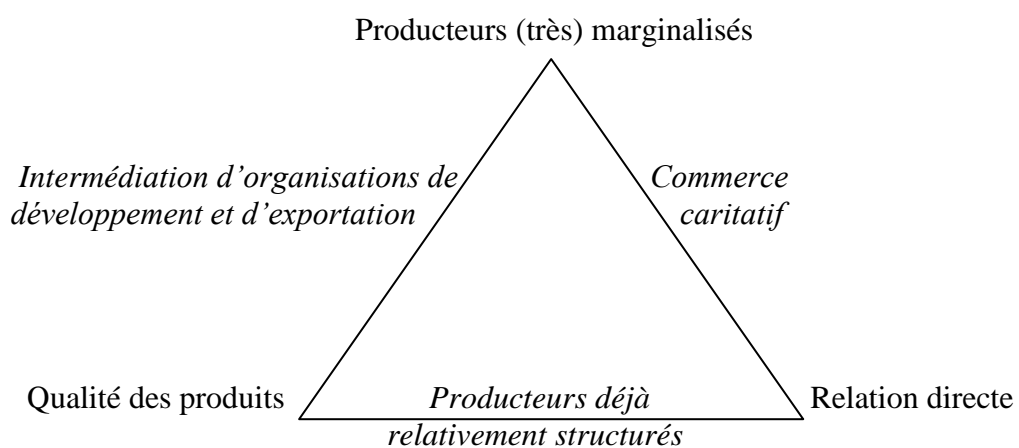 Producteurs (très) marginalisés
Intermédiation d’organisations de
développement et d’exportation
Commerce
caritatif
Qualité des produits
Producteurs déjà
relativement structurés
Relation directe